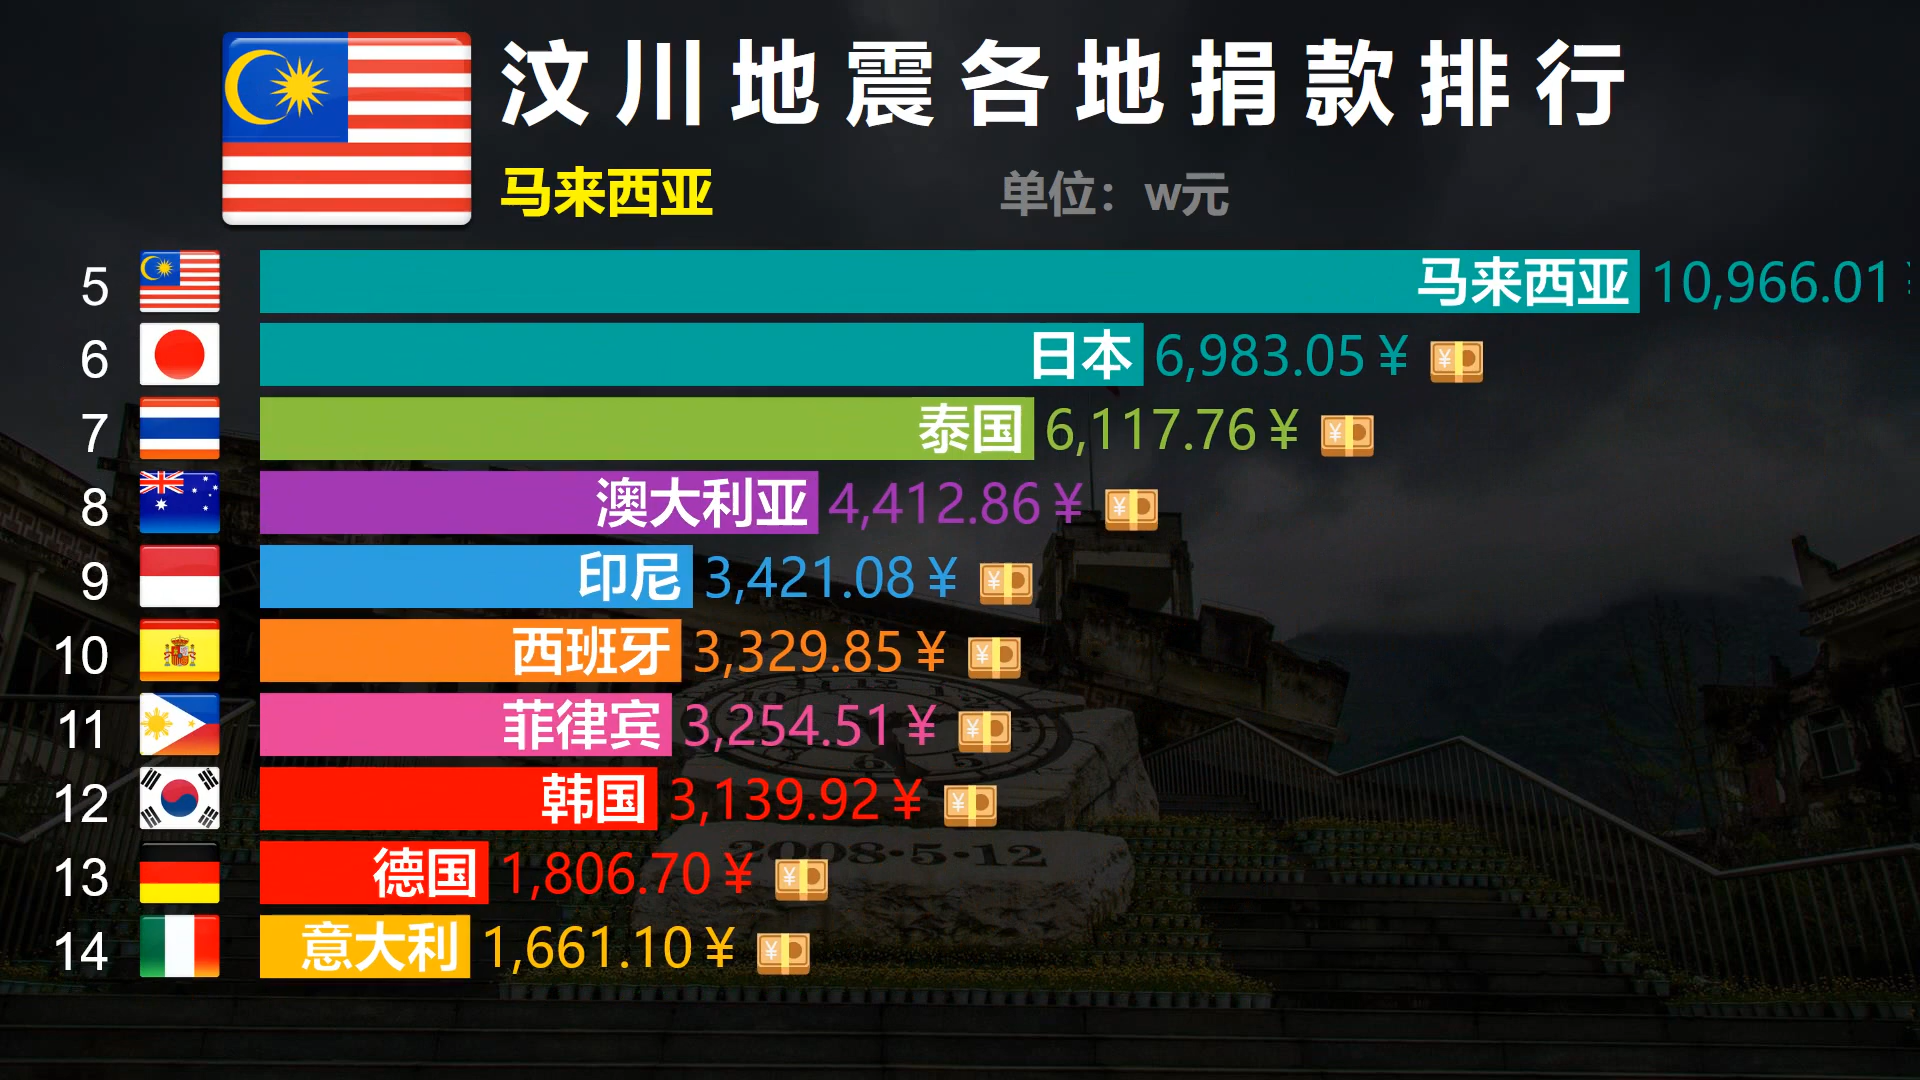 汶川地震各地捐款排行
马来西亚
单位：w元
5 马来西亚 10,966.01
6 日本 6,983.05 ¥
7 泰国 6,117.76 ¥
8 澳大利亚 4,412.86 ¥
9 印尼 3,421.08 ¥
10 西班牙 3,329.85 ¥
11 菲律宾 3,254.51 ¥
12 韩国 3,139.92 ¥
13 德国 1,806.70 ¥
14 意大利 1,661.10 ¥
2008·5·12